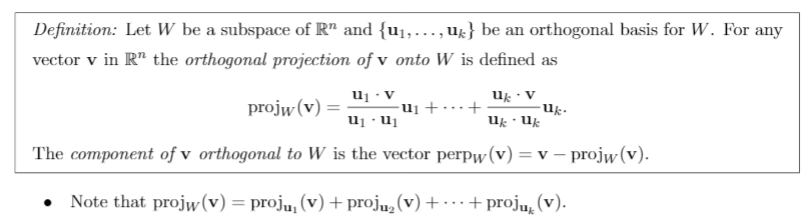 Definition: Let W be a subspace of ℝⁿ and {u₁, . . . , uₖ} be an orthogonal basis for W. For any
vector v in ℝⁿ the orthogonal projection of v onto W is defined as
proj_W(v) = (u₁ · v)/(u₁ · u₁) u₁ + · · · + (uₖ · v)/(uₖ · uₖ) uₖ.
The component of v orthogonal to W is the vector perp_W(v) = v − proj_W(v).
• Note that proj_W(v) = proj_u₁(v) + proj_u₂(v) + · · · + proj_uₖ(v).